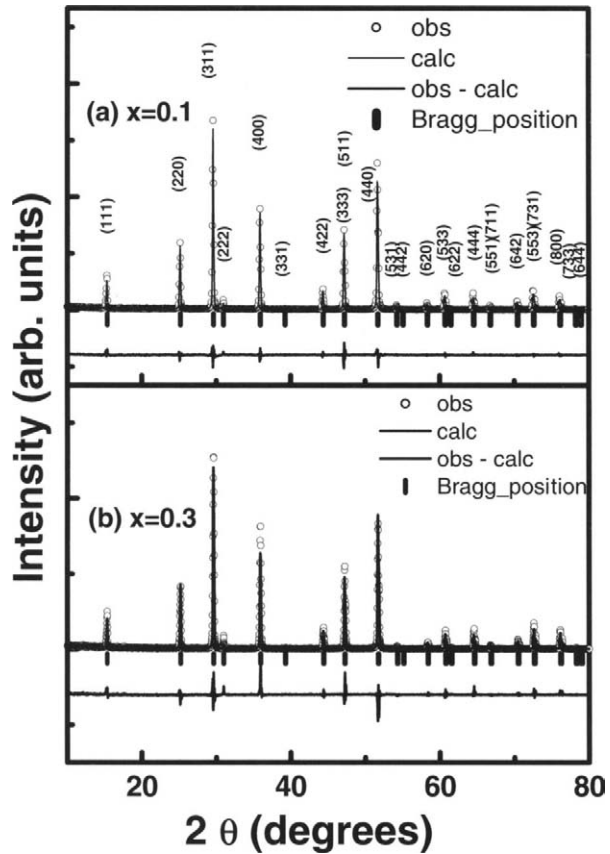 obs
calc
obs - calc
Bragg_position
(a) x=0.1
(111)
(220)
(311)
(222)
(400)
(331)
(422)
(333)
(511)
(440)
(531)
(442)
(620)
(533)
(622)
(444)
(551)(711)
(642)
(553)(731)
(800)
(733)
(644)
obs
calc
obs - calc
Bragg_position
(b) x=0.3
Intensity (arb. units)
20
40
60
80
2 θ (degrees)